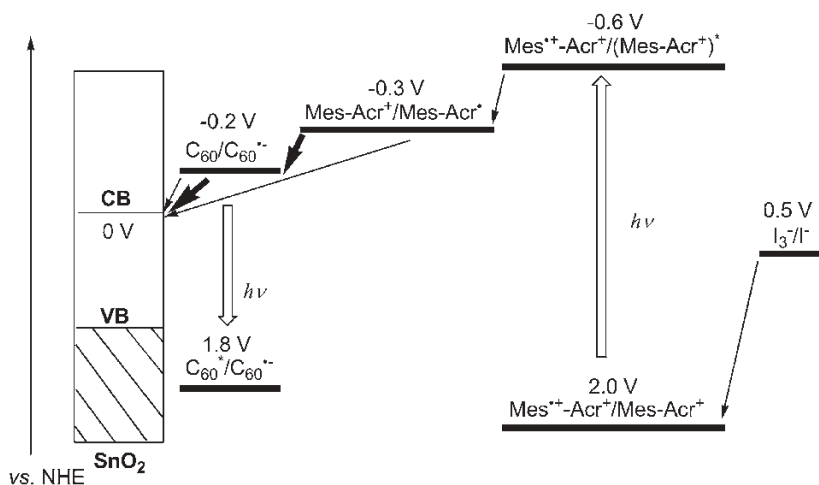 -0.6 V
Mes•+-Acr+/(Mes-Acr+)*
-0.3 V
Mes-Acr+/Mes-Acr•
-0.2 V
C60/C60•-
CB
0 V
hν
hν
0.5 V
I3-/I-
VB
1.8 V
C60*/C60•-
2.0 V
Mes•+-Acr+/Mes-Acr+
SnO2
vs. NHE